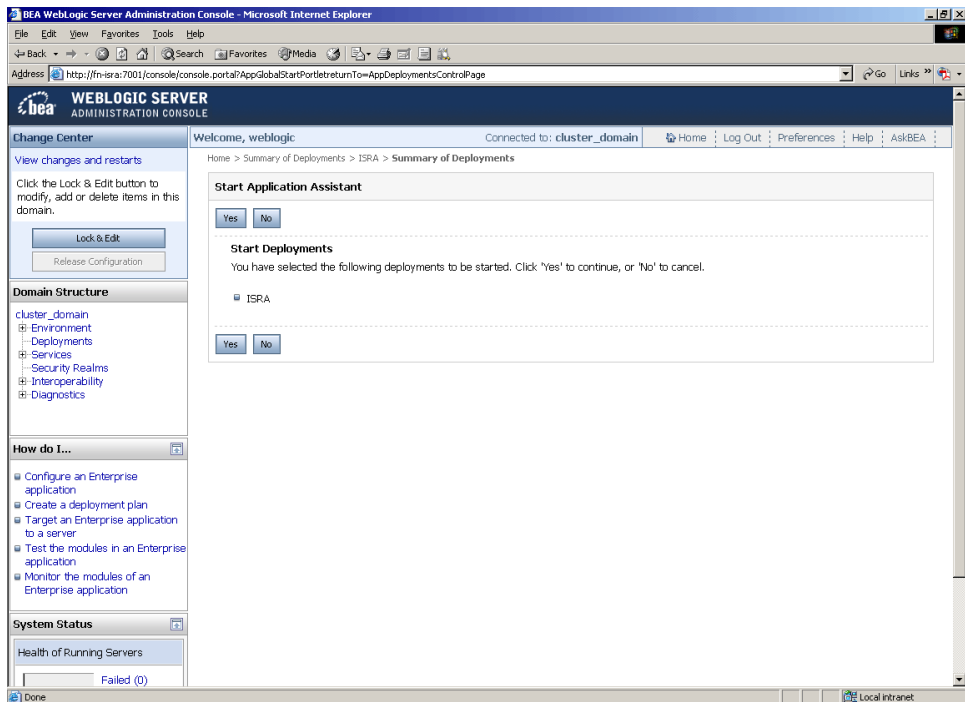 BEA WebLogic Server Administration Console - Microsoft Internet Explorer
File Edit View Favorites Tools Help
Back Search Favorites Media
Address http://fn-isra:7001/console/console.portal?AppGlobalStartPortletreturnTo=AppDeploymentsControlPage Go Links »
bea WEBLOGIC SERVER
ADMINISTRATION CONSOLE
Change Center
View changes and restarts
Click the Lock & Edit button to
modify, add or delete items in this
domain.
Lock & Edit
Release Configuration
Domain Structure
cluster_domain
Environment
Deployments
Services
Security Realms
Interoperability
Diagnostics
How do I...
Configure an Enterprise
application
Create a deployment plan
Target an Enterprise application
to a server
Test the modules in an Enterprise
application
Monitor the modules of an
Enterprise application
System Status
Health of Running Servers
Failed (0)
Welcome, weblogic Connected to: cluster_domain Home Log Out Preferences Help AskBEA
Home > Summary of Deployments > ISRA > Summary of Deployments
Start Application Assistant
Yes No
Start Deployments
You have selected the following deployments to be started. Click 'Yes' to continue, or 'No' to cancel.
ISRA
Yes No
Done Local intranet